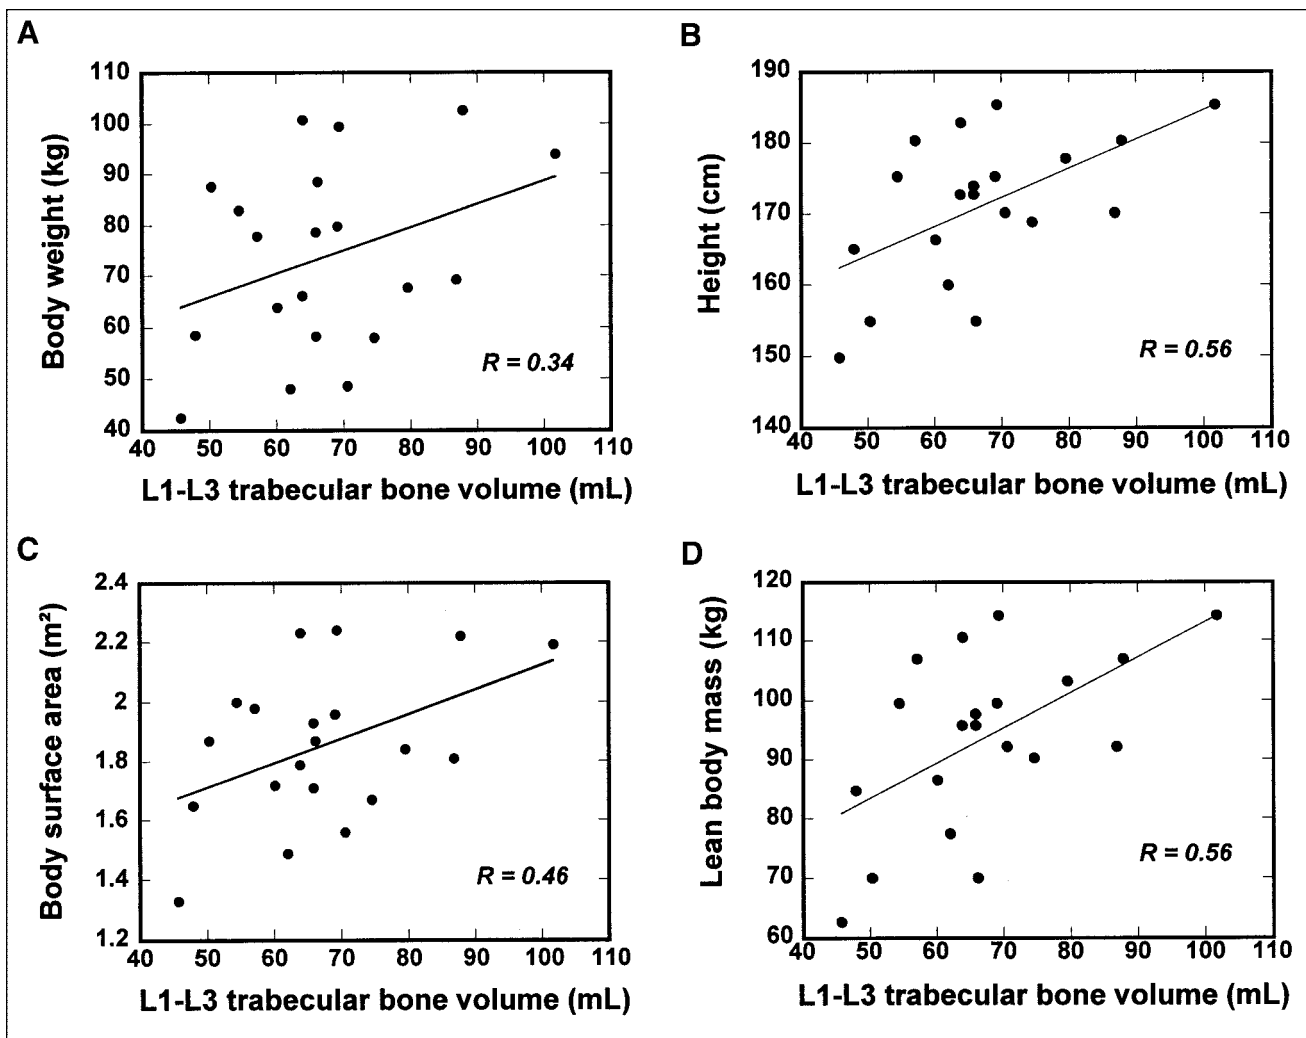 A
110
100
90
80
70
60
50
40
Body weight (kg)
R = 0.34
40 50 60 70 80 90 100 110
L1-L3 trabecular bone volume (mL)
B
190
180
170
160
150
140
Height (cm)
R = 0.56
40 50 60 70 80 90 100 110
L1-L3 trabecular bone volume (mL)
C
2.4
2.2
2
1.8
1.6
1.4
1.2
Body surface area (m²)
R = 0.46
40 50 60 70 80 90 100 110
L1-L3 trabecular bone volume (mL)
D
120
110
100
90
80
70
60
Lean body mass (kg)
R = 0.56
40 50 60 70 80 90 100 110
L1-L3 trabecular bone volume (mL)